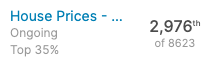 House Prices - ...
Ongoing
Top 35%
2,976th
of 8623